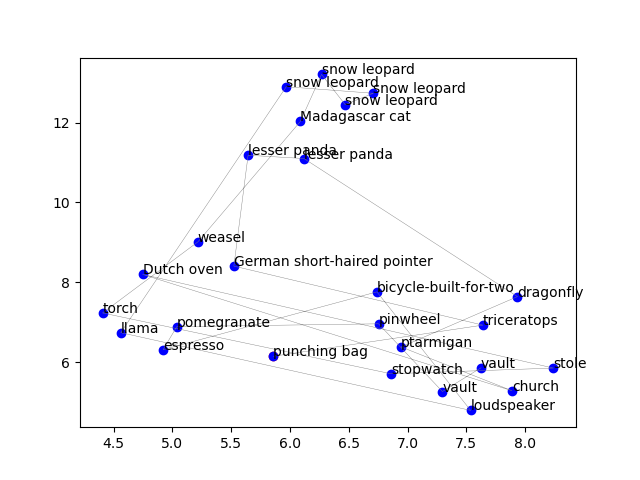 snow leopard
snow leopard
snow leopard
snow leopard
Madagascar cat
lesser panda
lesser panda
weasel
German short-haired pointer
Dutch oven
bicycle-built-for-two
dragonfly
torch
pinwheel
triceratops
pomegranate
llama
ptarmigan
espresso
punching bag
vault
stole
stopwatch
vault
church
loudspeaker
12
10
8
6
4.5 5.0 5.5 6.0 6.5 7.0 7.5 8.0